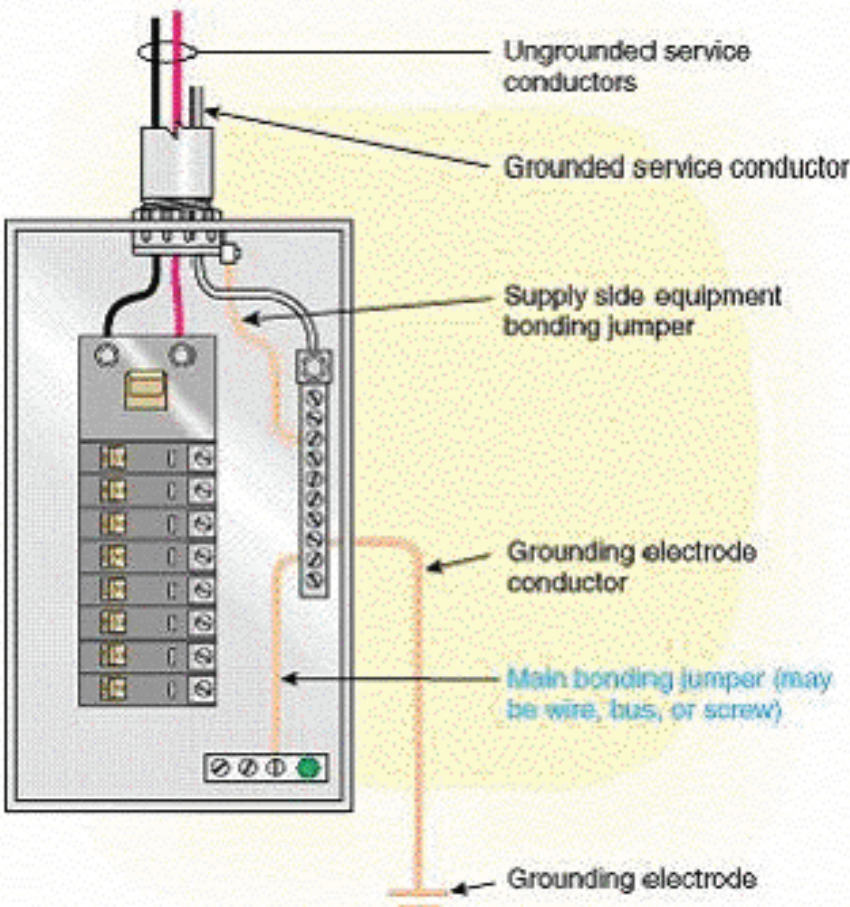 Ungrounded service
conductors
Grounded service conductor
Supply side equipment
bonding jumper
Grounding electrode
conductor
Main bonding jumper (may
be wire, bus, or screw)
Grounding electrode